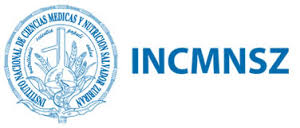 INSTITUTO NACIONAL DE CIENCIAS MEDICAS Y NUTRICION SALVADOR ZUBIRAN
INCMNSZ